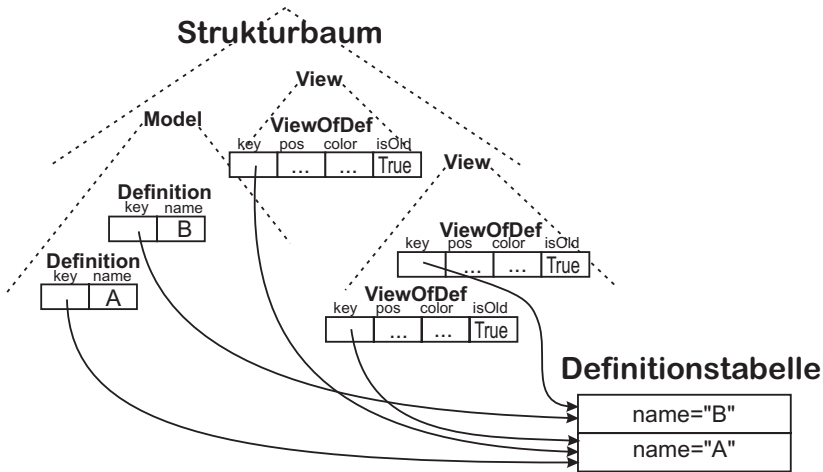 Strukturbaum
View
Model
ViewOfDef
key pos color isOld
... ... True
View
Definition
key name
B
ViewOfDef
key pos color isOld
... ... True
Definition
key name
A
ViewOfDef
key pos color isOld
... ... True
Definitionstabelle
name="B"
name="A"